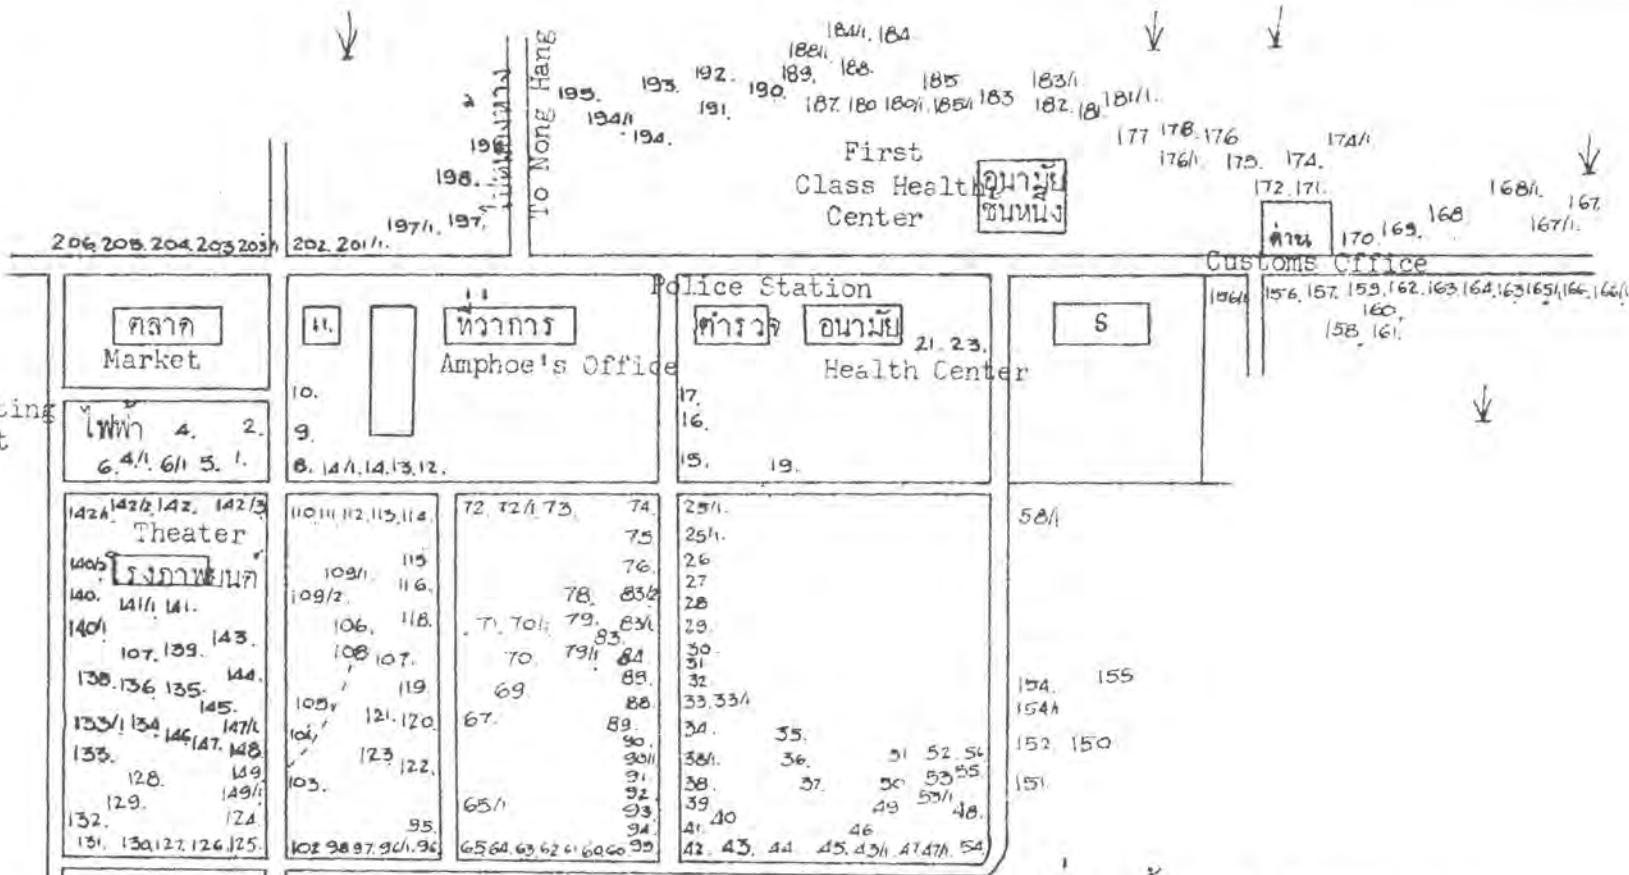 184/1. 184
188/1.
189. 188.
195. 193. 192. 190. 185 183/1.
194/1. 191. 187. 180 180/1. 185/1 183 182. 181. 181/1.
194.
To Nong Hang
177 178. 176 174/1
176/1. 175. 174.
First
Class Health
Center
อนามัย
ชั้นหนึ่ง
198.
197/1. 197.
172. 171.
168/1.
167.
168
167/1.
ด่าน
170. 169.
206. 205. 204. 203 203/1 202. 201/1.
Customs Office
Police Station
156/1 156. 157. 159. 162. 163. 164. 163 165/1. 166. 166/1
160.
158. 161.
ตลาด
Market
ที่ว่าการ
Amphoe's Office
ตำรวจ
อนามัย
21. 23.
Health Center
S
10.
9.
8. 14/1. 14. 13. 12.
17.
16.
15. 19.
ไฟฟ้า 4. 2.
6. 4/1. 6/1 5. 1.
142/1 142/2 142. 142/3
Theater
โรงภาพยนต์
140/2
140.
141/1 141.
140/1
143.
107. 139.
144.
138. 136. 135.
145.
133/1 134. 146. 147. 147/1
148
133.
149
128.
149/1
129.
132. 124.
131. 130. 127. 126. 125.
110. 111. 112. 113. 114.
115
109/1. 116.
109/2.
106. 118.
108 107.
119.
105.
121. 120
104/
123 122.
103.
95.
102 98 97. 96/1. 96
72. 72/1. 73. 74.
75
76.
78. 83/2
71. 70/1. 79. 83/1
83.
70. 79/1 84.
85.
69.
88.
67. 89.
90.
90/1
91.
92.
65/1 93.
94.
65. 64. 63. 62 61 60. 60. 95
25/1.
25/1.
26
27
28
29.
30
31
32
33. 33/1
34. 35.
38/1. 36. 51 52. 56
38. 37. 50 53 55.
39 49 53/1 48.
40
41. 46
42. 43. 44. 45. 43/1. 47 47/1. 54.
58/1
154. 155
154/1
152. 150
151.